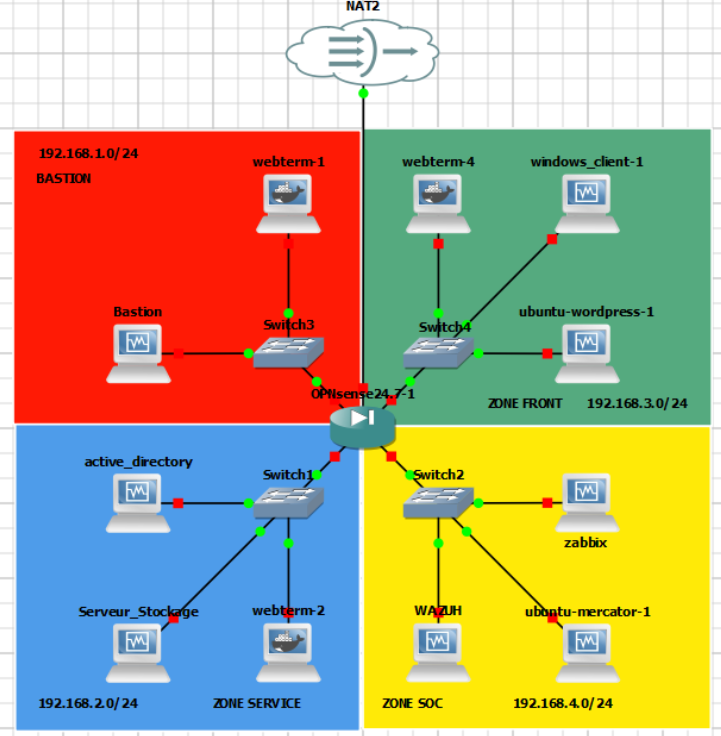 NAT2
192.168.1.0/24
BASTION
webterm-1
webterm-4
windows_client-1
Bastion
Switch3
Switch4
ubuntu-wordpress-1
OPNsense24.7-1
ZONE FRONT
192.168.3.0/24
active_directory
Switch1
Switch2
zabbix
Serveur_Stockage
webterm-2
WAZUH
ubuntu-mercator-1
192.168.2.0/24
ZONE SERVICE
ZONE SOC
192.168.4.0/24